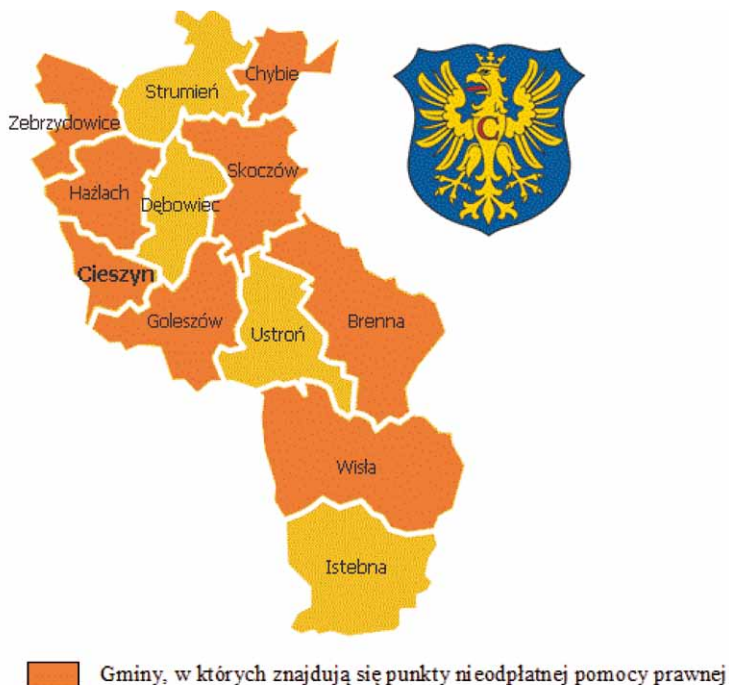 Chybie
Strumień
Zebrzydowice
Skoczów
Hażlach
Dębowiec
C
Cieszyn
Goleszów
Brenna
Ustroń
Wisła
Istebna
Gminy, w których znajdują się punkty nieodpłatnej pomocy prawnej